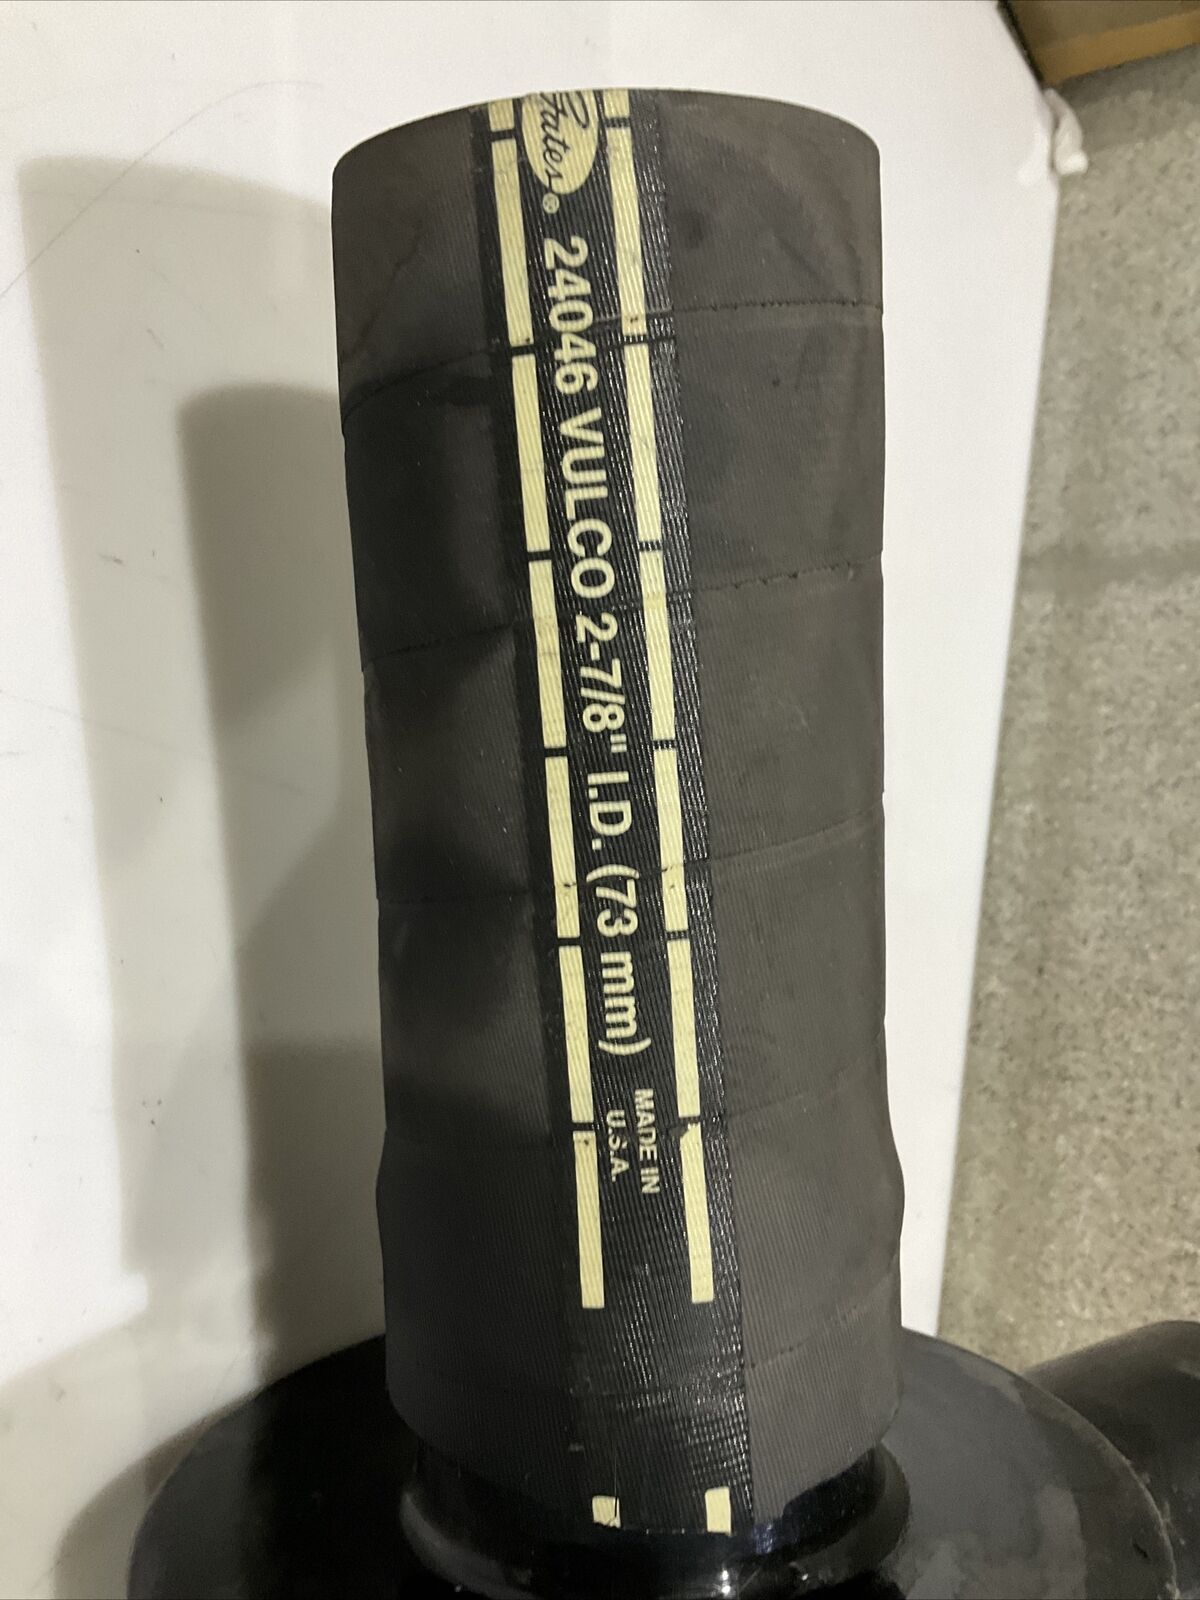 Gates® 24046 VULCO 2-7/8" I.D. (73 mm)
MADE IN
U.S.A.